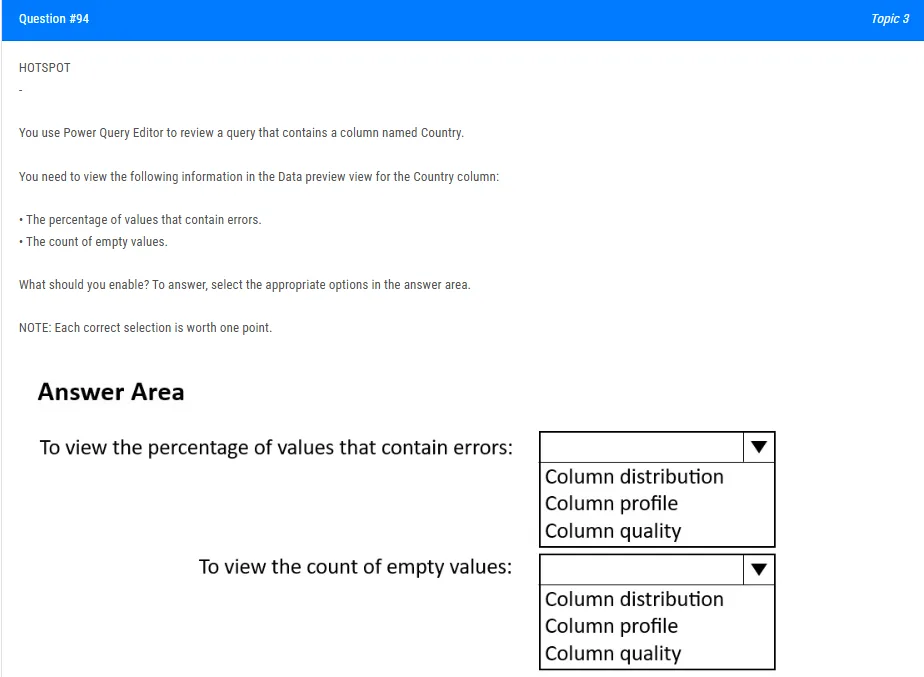 Question #94 Topic 3
HOTSPOT
-
You use Power Query Editor to review a query that contains a column named Country.
You need to view the following information in the Data preview view for the Country column:
• The percentage of values that contain errors.
• The count of empty values.
What should you enable? To answer, select the appropriate options in the answer area.
NOTE: Each correct selection is worth one point.
Answer Area
To view the percentage of values that contain errors:
Column distribution
Column profile
Column quality
To view the count of empty values:
Column distribution
Column profile
Column quality